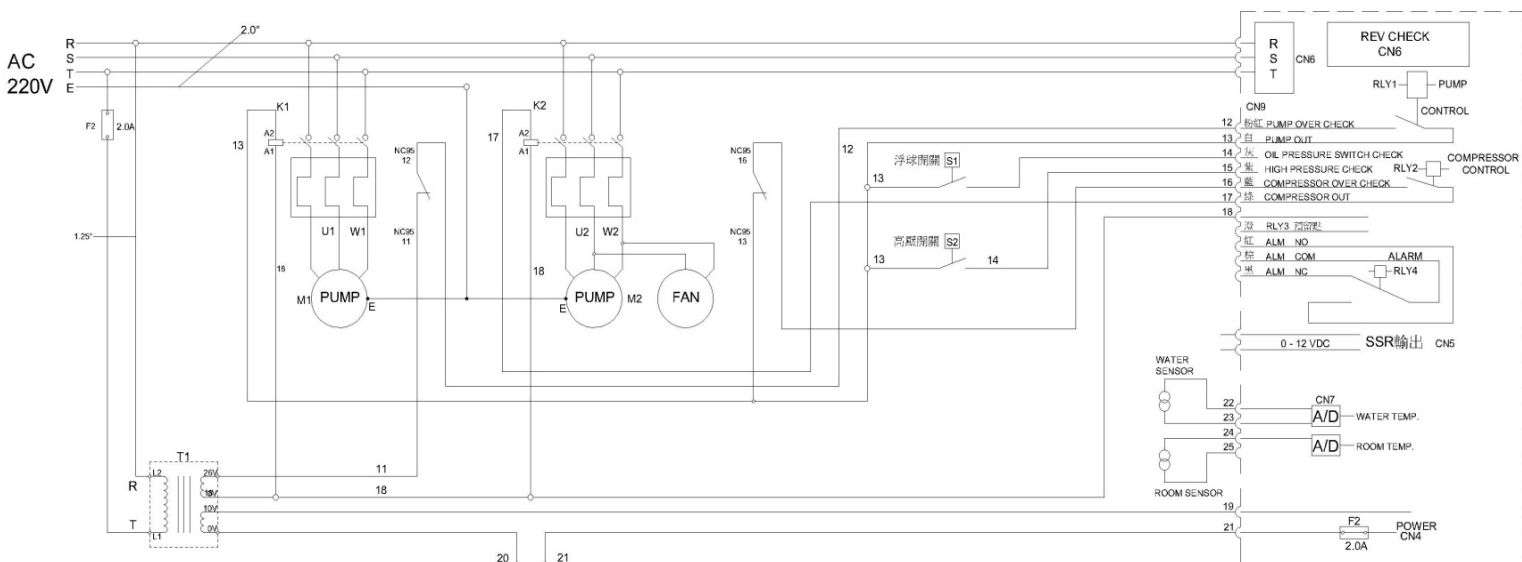 AC
220V
R
S
T
E
2.0"
F2
2.0A
1.25"
K1
13
A2
A1
NC95
12
NC95
11
U1
W1
18
M1
PUMP
E
K2
17
A2
A1
NC95
16
NC95
13
U2
W2
18
E
PUMP
M2
FAN
12
13
浮球開關
S1
13
高壓開關
S2
14
R
S
T
CN6
REV CHECK
CN6
RLY1
PUMP
CONTROL
CN9
12 粉紅 PUMP OVER CHECK
13 白 PUMP OUT
14 灰 OIL PRESSURE SWITCH CHECK
15 紫 HIGH PRESSURE CHECK
RLY2
COMPRESSOR
CONTROL
16 藍 COMPRESSOR OVER CHECK
17 綠 COMPRESSOR OUT
18
澄 RLY3
紅 ALM NO
棕 ALM COM
ALARM
黑 ALM NC
RLY4
0 - 12 VDC
SSR輸出
CN5
WATER
SENSOR
22
23
24
25
CN7
A/D
WATER TEMP.
A/D
ROOM TEMP.
ROOM SENSOR
T1
R
L2
26V
11
18
T
L1
10V
0V
19
20
21
21
F2
2.0A
POWER
CN4